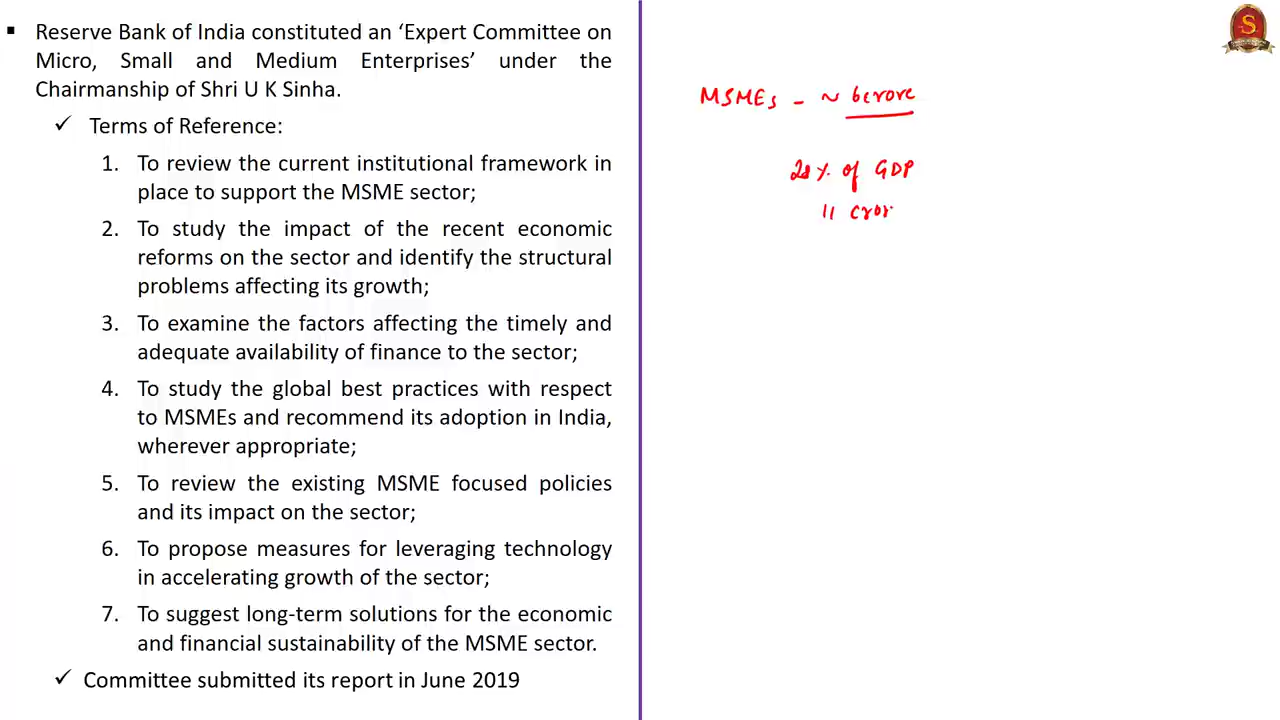 ▪ Reserve Bank of India constituted an ‘Expert Committee on
Micro, Small and Medium Enterprises’ under the
Chairmanship of Shri U K Sinha.
✓ Terms of Reference:
1. To review the current institutional framework in
place to support the MSME sector;
2. To study the impact of the recent economic
reforms on the sector and identify the structural
problems affecting its growth;
3. To examine the factors affecting the timely and
adequate availability of finance to the sector;
4. To study the global best practices with respect
to MSMEs and recommend its adoption in India,
wherever appropriate;
5. To review the existing MSME focused policies
and its impact on the sector;
6. To propose measures for leveraging technology
in accelerating growth of the sector;
7. To suggest long-term solutions for the economic
and financial sustainability of the MSME sector.
✓ Committee submitted its report in June 2019
MSMEs - ~ 6crore
28% of GDP
11 cror
S